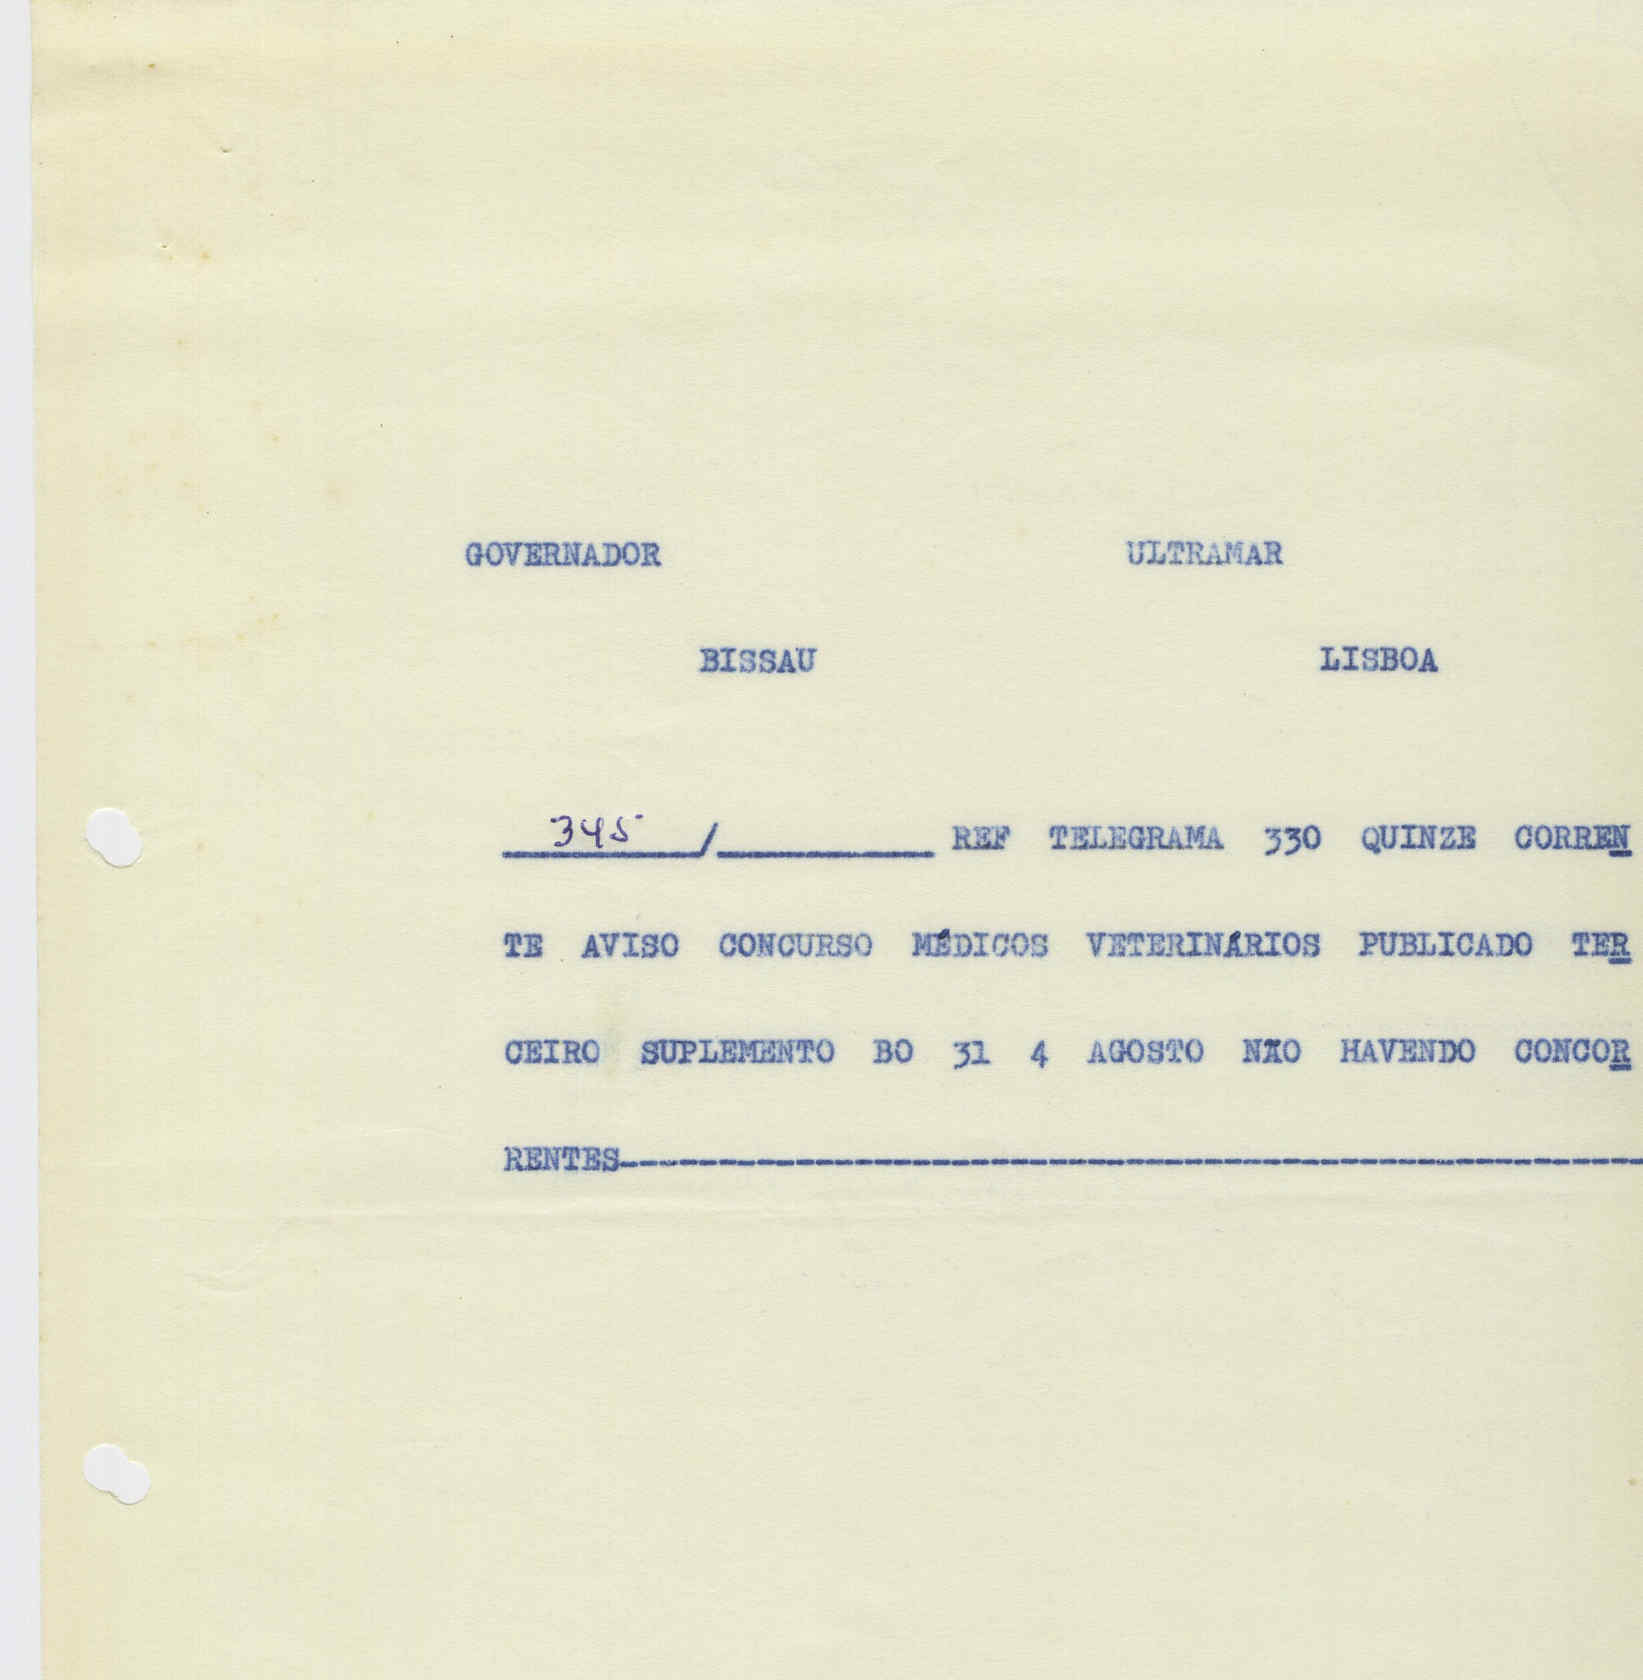 GOVERNADOR ULTRAMAR
BISSAU LISBOA
345 /__________ REF TELEGRAMA 330 QUINZE CORREN
TE AVISO CONCURSO MÉDICOS VETERINÁRIOS PUBLICADO TER
CEIRO SUPLEMENTO BO 31 4 AGOSTO NÃO HAVENDO CONCOR
RENTES-----------------------------------------------------